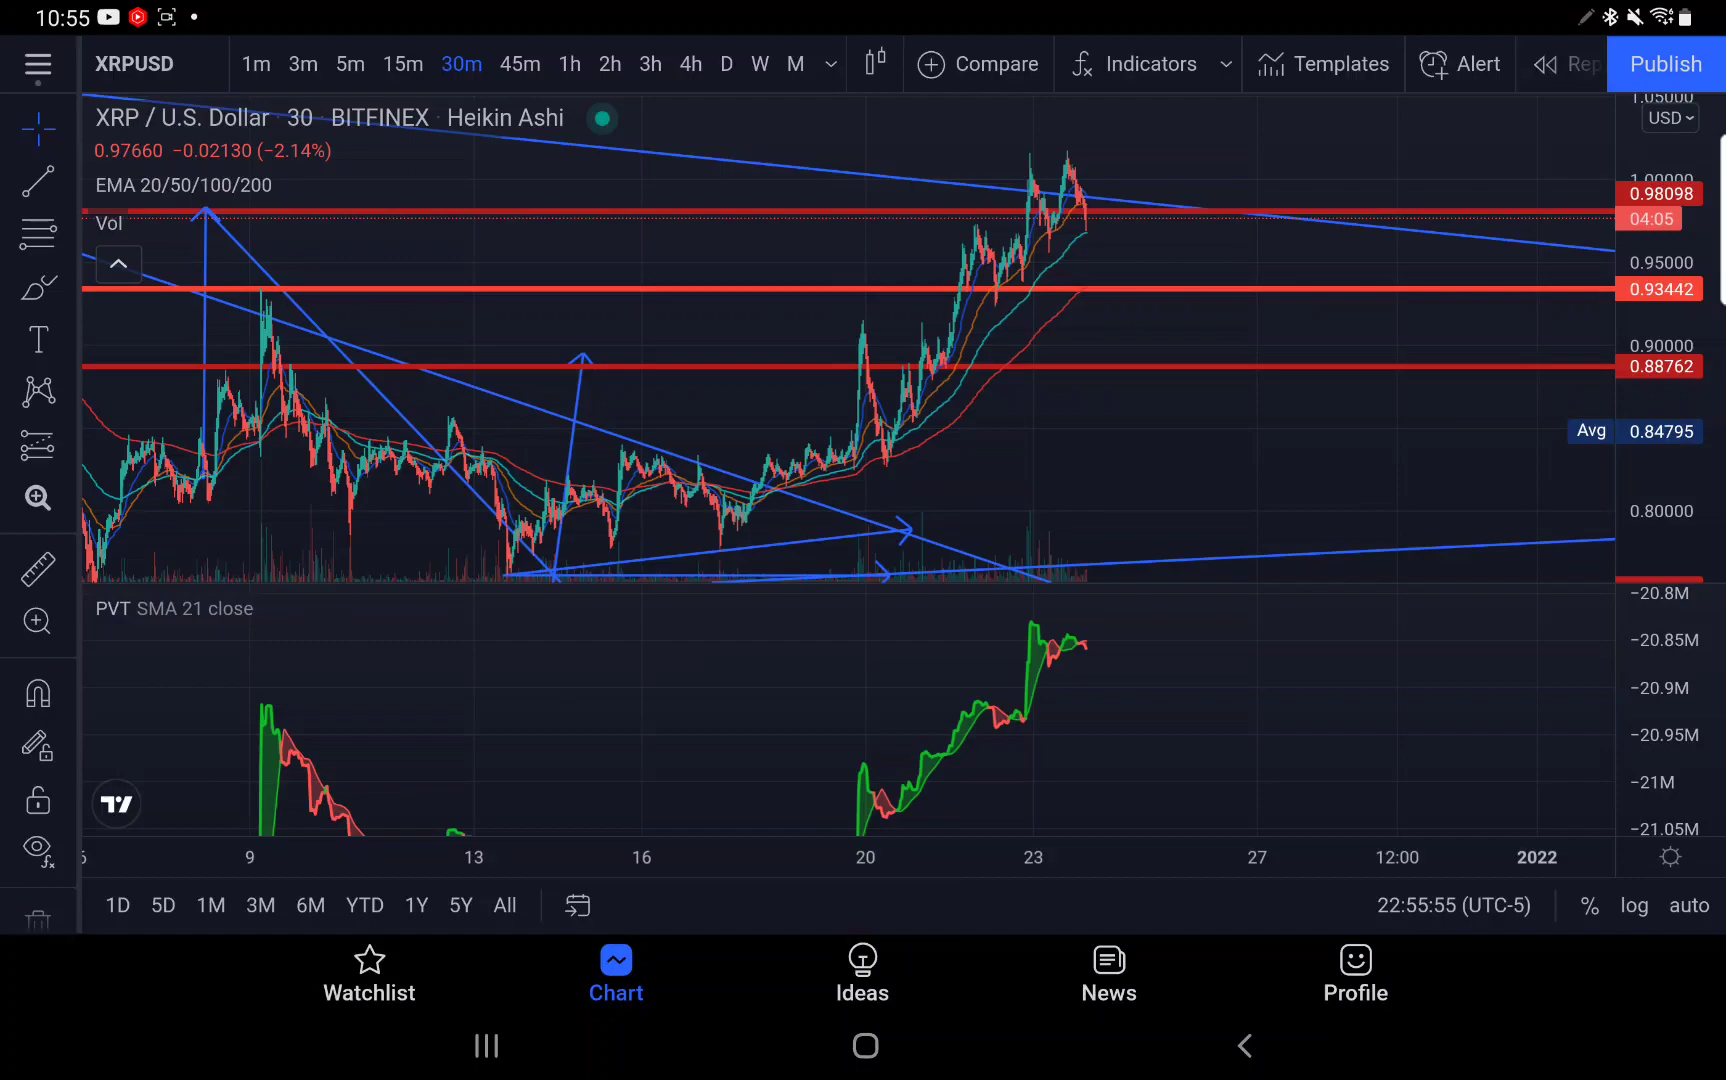 10:55
XRPUSD 1m 3m 5m 15m 30m 45m 1h 2h 3h 4h D W M Compare Indicators Templates Alert Rep Publish
XRP / U.S. Dollar 30 BITFINEX · Heikin Ashi
0.97660 −0.02130 (−2.14%)
EMA 20/50/100/200
Vol
1.05000
USD
1.00000
0.98098
04:05
0.95000
0.93442
0.90000
0.88762
Avg 0.84795
0.80000
PVT SMA 21 close
−20.8M
−20.85M
−20.9M
−20.95M
−21M
−21.05M
9 13 16 20 23 27 12:00 2022
1D 5D 1M 3M 6M YTD 1Y 5Y All 22:55:55 (UTC-5) % log auto
Watchlist Chart Ideas News Profile